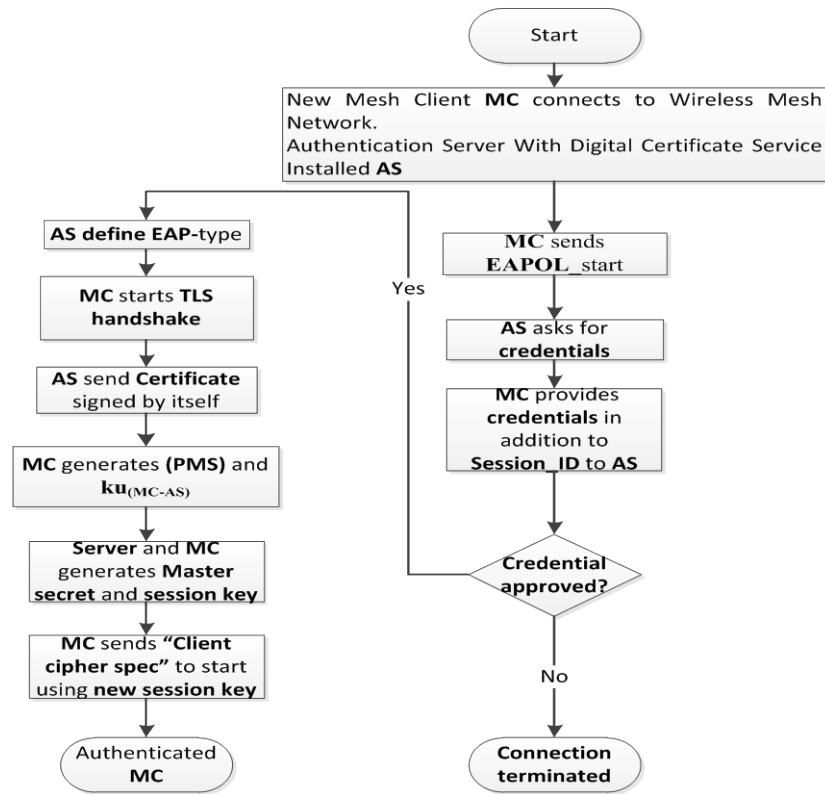 Start
New Mesh Client MC connects to Wireless Mesh
Network.
Authentication Server With Digital Certificate Service
Installed AS
MC sends
EAPOL_start
AS asks for
credentials
MC provides
credentials in
addition to
Session_ID to AS
Credential
approved?
Yes
No
Connection
terminated
AS define EAP-type
MC starts TLS
handshake
AS send Certificate
signed by itself
MC generates (PMS) and
ku(MC-AS)
Server and MC
generates Master
secret and session key
MC sends “Client
cipher spec” to start
using new session key
Authenticated
MC